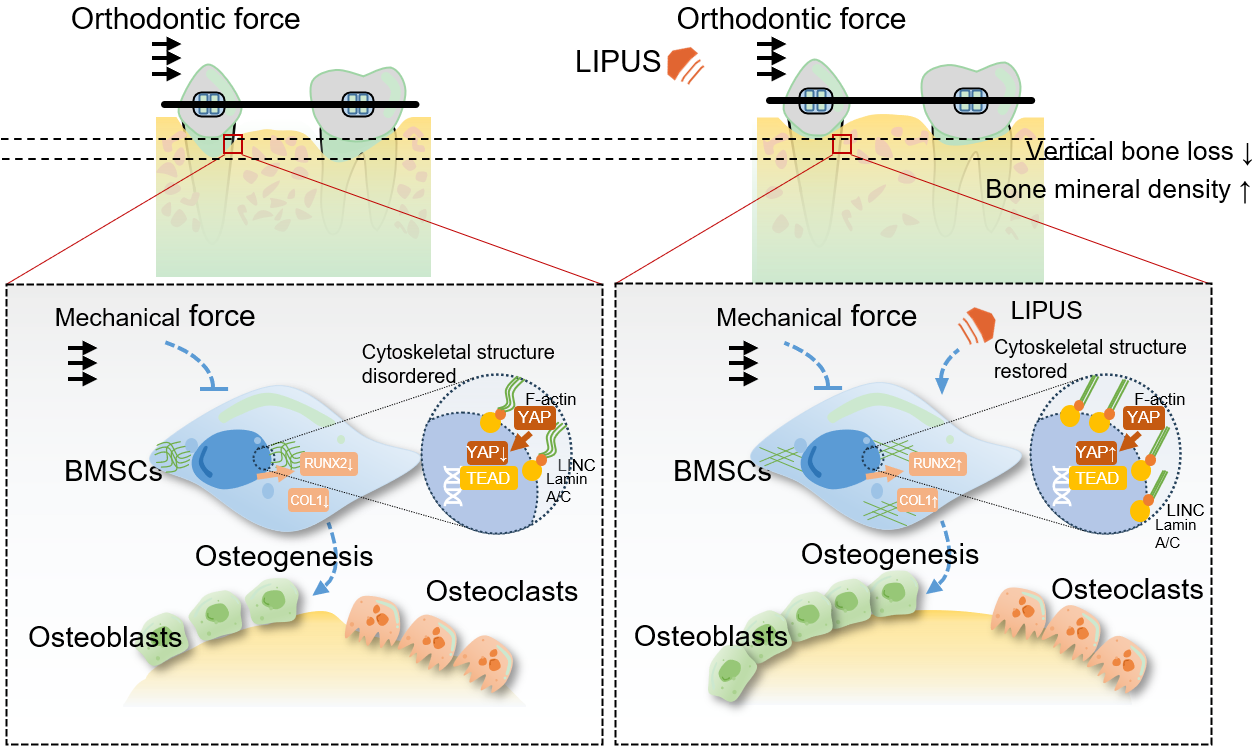 Orthodontic force
Orthodontic force
LIPUS
Vertical bone loss ↓
Bone mineral density ↑
Mechanical force
Cytoskeletal structure
disordered
F-actin
YAP
YAP↓
TEAD
LINC
Lamin
A/C
RUNX2↓
COL1↓
BMSCs
Osteogenesis
Osteoblasts
Osteoclasts
Mechanical force
LIPUS
Cytoskeletal structure
restored
F-actin
YAP
YAP↑
TEAD
LINC
Lamin
A/C
RUNX2↑
COL1↑
BMSCs
Osteogenesis
Osteoblasts
Osteoclasts